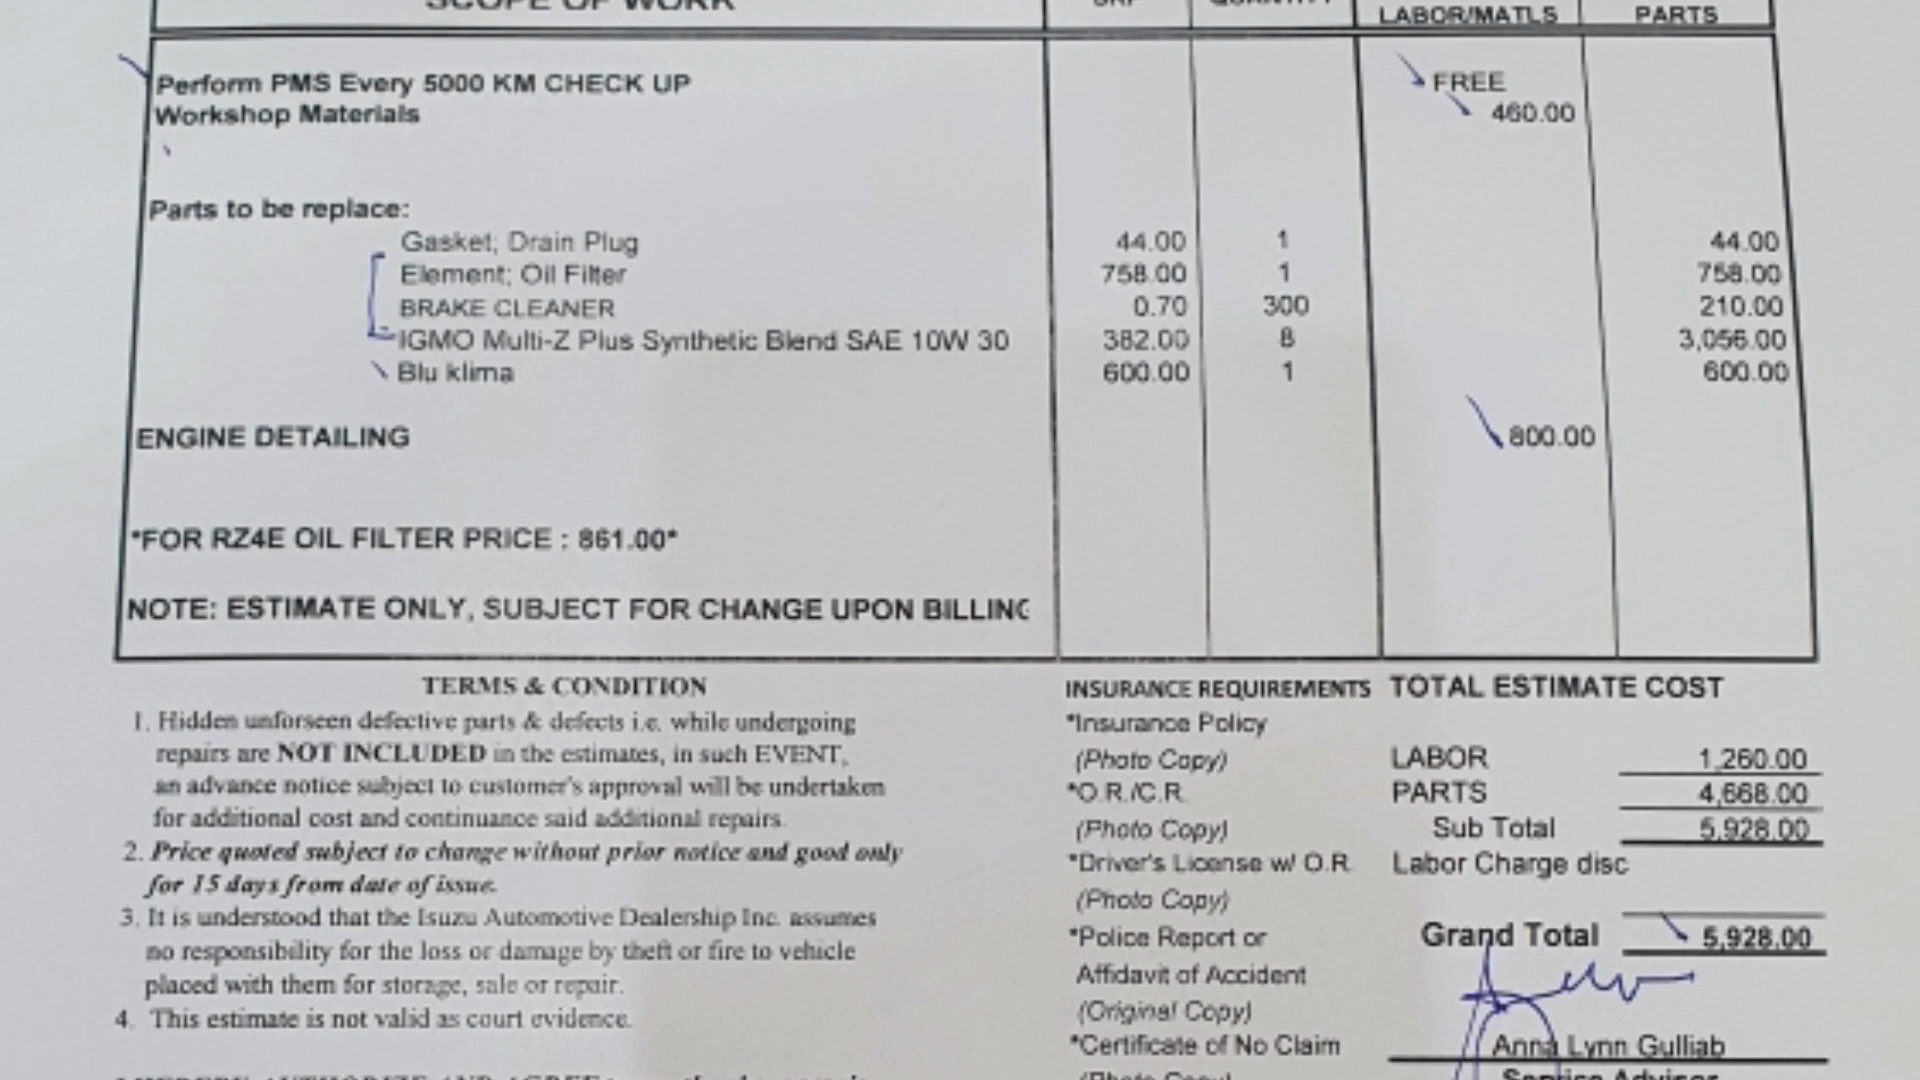 SCOPE OF WORK SRP QUANTITY LABOR/MATLS PARTS
Perform PMS Every 5000 KM CHECK UP FREE
Workshop Materials 460.00
Parts to be replace:
Gasket; Drain Plug 44.00 1 44.00
Element; Oil Filter 758.00 1 758.00
BRAKE CLEANER 0.70 300 210.00
IGMO Multi-Z Plus Synthetic Blend SAE 10W 30 382.00 8 3,056.00
Blu klima 600.00 1 600.00
ENGINE DETAILING 800.00
*FOR RZ4E OIL FILTER PRICE : 861.00*
NOTE: ESTIMATE ONLY, SUBJECT FOR CHANGE UPON BILLING
TERMS & CONDITION
1. Hidden unforseen defective parts & defects i.e. while undergoing
repairs are NOT INCLUDED in the estimates, in such EVENT,
an advance notice subject to customer's approval will be undertaken
for additional cost and continuance said additional repairs.
2. Price quoted subject to change without prior notice and good only
for 15 days from date of issue.
3. It is understood that the Isuzu Automotive Dealership Inc. assumes
no responsibility for the loss or damage by theft or fire to vehicle
placed with them for storage, sale or repair.
4. This estimate is not valid as court evidence.
INSURANCE REQUIREMENTS
*Insurance Policy
(Photo Copy)
*O.R./C.R.
(Photo Copy)
*Driver's License w/ O.R.
(Photo Copy)
*Police Report or
Affidavit of Accident
(Original Copy)
*Certificate of No Claim
(Photo Copy)
TOTAL ESTIMATE COST
LABOR 1,260.00
PARTS 4,668.00
Sub Total 5,928.00
Labor Charge disc
Grand Total 5,928.00
Anna Lynn Gulliab
Service Advisor